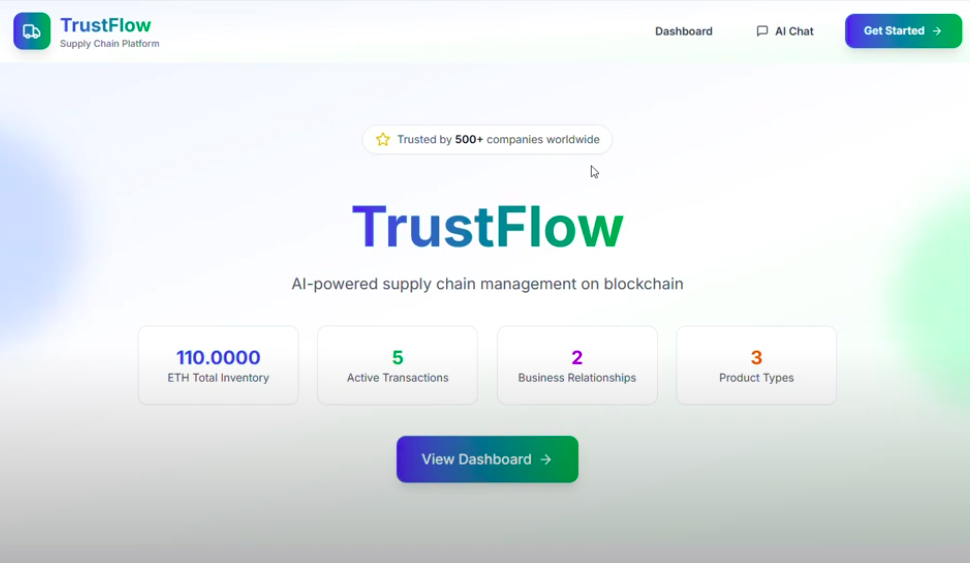 TrustFlow
Supply Chain Platform
Dashboard
AI Chat
Get Started →
Trusted by 500+ companies worldwide
TrustFlow
AI-powered supply chain management on blockchain
110.0000
ETH Total Inventory
5
Active Transactions
2
Business Relationships
3
Product Types
View Dashboard →